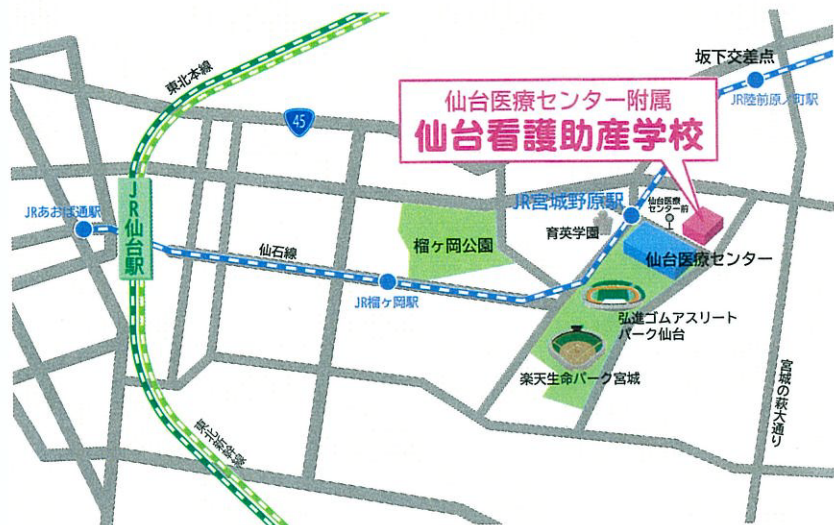 坂下交差点
東北本線
JR陸前原ノ町駅
仙台医療センター附属
仙台看護助産学校
45
JRあおば通駅
JR仙台駅
JR宮城野原駅
仙台医療
センター前
育英学園
榴ヶ岡公園
仙石線
仙台医療センター
JR榴ヶ岡駅
弘進ゴムアスリート
パーク仙台
楽天生命パーク宮城
宮城の萩大通り
東北新幹線